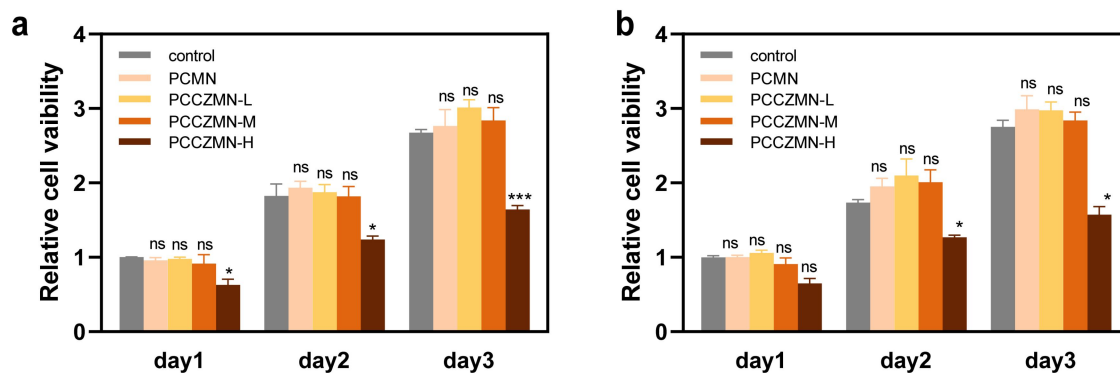 a
Relative cell vaibility
4
3
2
1
0
control
PCMN
PCCZMN-L
PCCZMN-M
PCCZMN-H
ns ns ns *
ns ns ns *
ns ns ns ***
day1 day2 day3
b
Relative cell vaibility
4
3
2
1
0
control
PCMN
PCCZMN-L
PCCZMN-M
PCCZMN-H
ns ns ns ns
ns ns ns *
ns ns ns *
day1 day2 day3